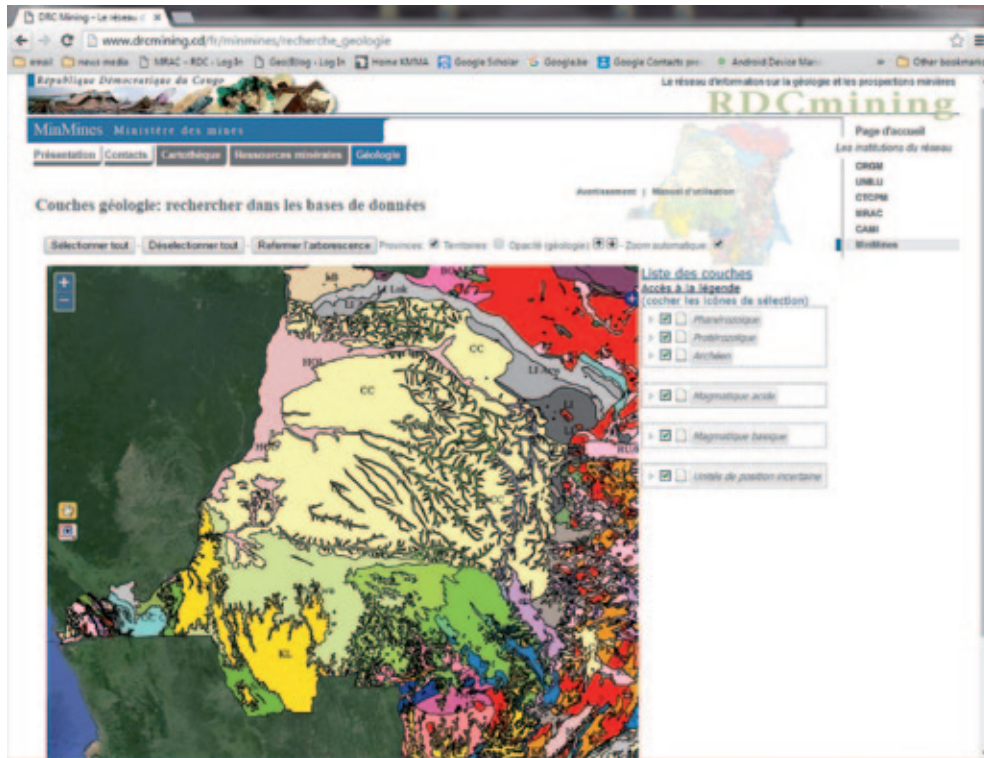 DRC Mining - Le réseau d
www.drcmining.cd/fr/minmines/recherche_geologie
email news media MRAC - RDC - Log In GeoBlog - Log In Home KMMA Google Scholar Google.be Google Contacts Android Device Man Other bookmarks
République Démocratique du Congo
Le réseau d'information sur la géologie et les prospections minières
RDCmining
MinMines Ministère des mines
Présentation Contacts Cartothèque Ressources minérales Géologie
Page d'accueil
Les institutions du réseau
CRGM
UNILU
CTCPM
MRAC
CAMI
MinMines
Avertissement | Manuel d'utilisation
Couches géologie: rechercher dans les bases de données
Sélectionner tout - Désélectionner tout - Refermer l'arborescence Provinces: Territoires: Opacité (géologie) - Zoom automatique:
+
−
Liste des couches
Accès à la légende
(cocher les icônes de sélection)
Phanérozoïque
Protérozoïque
Archéen
Magmatique acide
Magmatique basique
Unités de position incertaine
kB
LI Lok
CC
CC
LI
HOL
KL